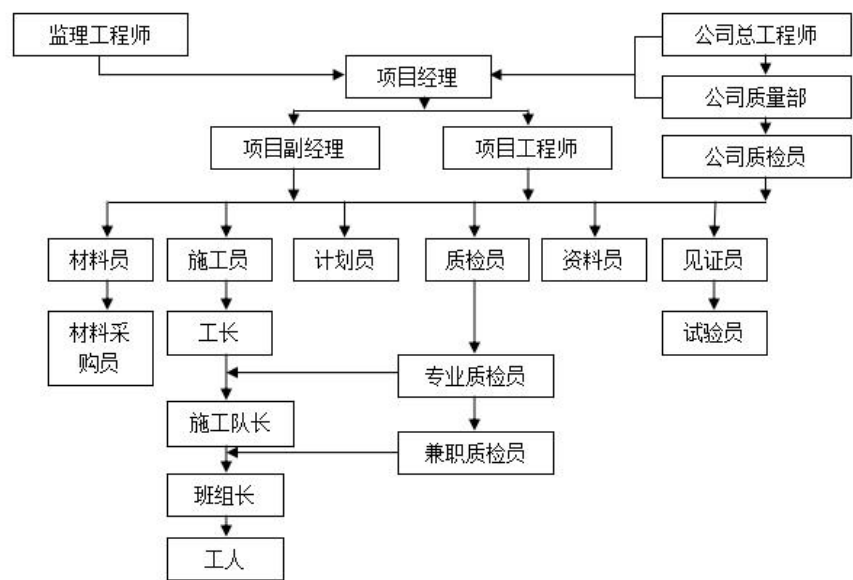 监理工程师
公司总工程师
项目经理
公司质量部
项目副经理
项目工程师
公司质检员
材料员
施工员
计划员
质检员
资料员
见证员
材料采
购员
工长
试验员
专业质检员
施工队长
兼职质检员
班组长
工人